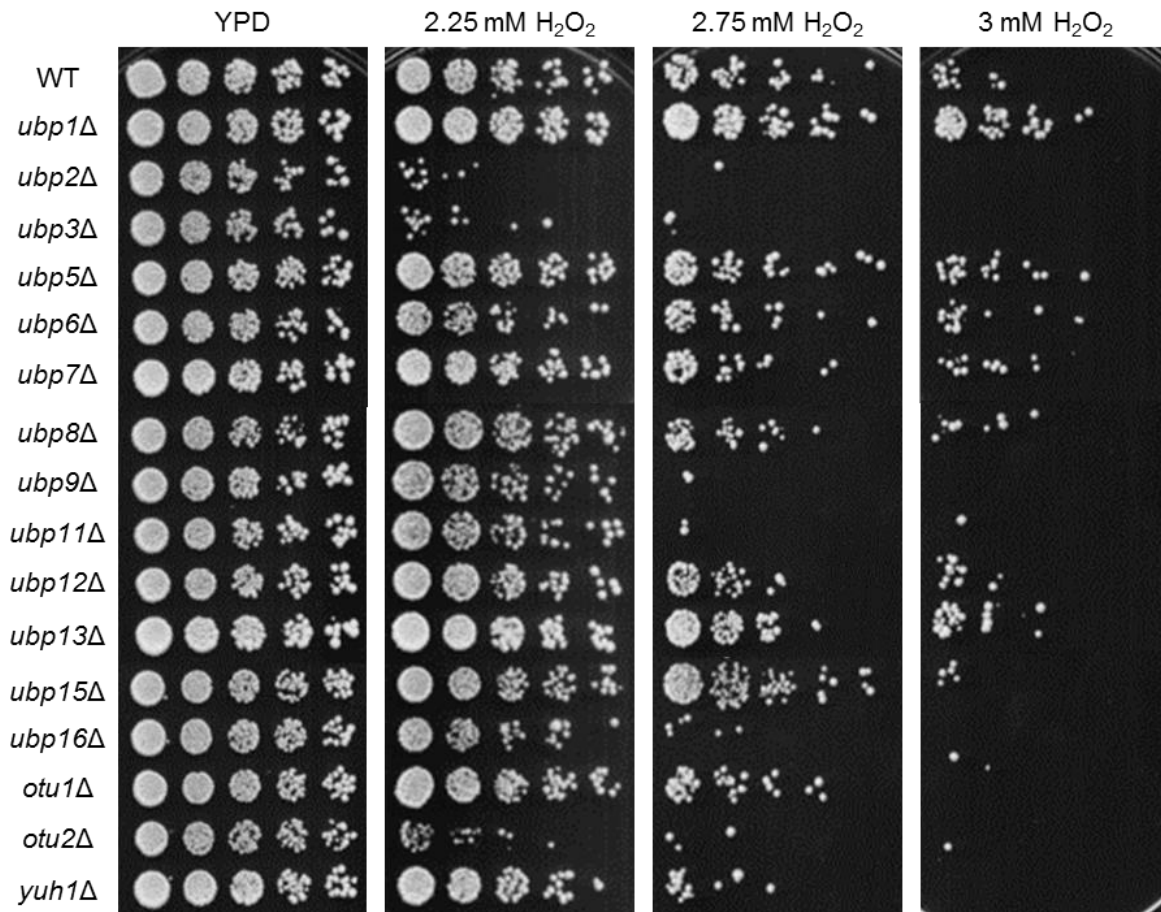 YPD 2.25 mM H₂O₂ 2.75 mM H₂O₂ 3 mM H₂O₂
WT
ubp1Δ
ubp2Δ
ubp3Δ
ubp5Δ
ubp6Δ
ubp7Δ
ubp8Δ
ubp9Δ
ubp11Δ
ubp12Δ
ubp13Δ
ubp15Δ
ubp16Δ
otu1Δ
otu2Δ
yuh1Δ